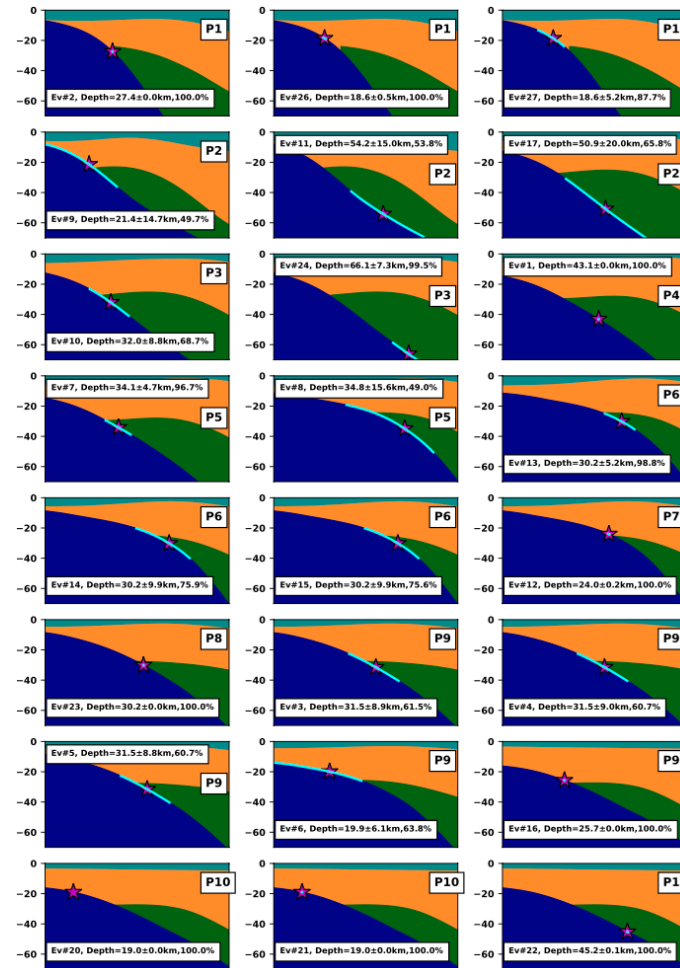 0 0 0
P1 P1 P1
−20 −20 −20
−40 −40 −40
−60 −60 −60
Ev#2, Depth=27.4±0.0km,100.0% Ev#26, Depth=18.6±0.5km,100.0% Ev#27, Depth=18.6±5.2km,87.7%
0 0 0
Ev#11, Depth=54.2±15.0km,53.8% Ev#17, Depth=50.9±20.0km,65.8%
P2 P2 P2
−20 −20 −20
−40 −40 −40
−60 −60 −60
Ev#9, Depth=21.4±14.7km,49.7%
0 0 0
Ev#24, Depth=66.1±7.3km,99.5% Ev#1, Depth=43.1±0.0km,100.0%
P3 P3 P4
−20 −20 −20
−40 −40 −40
−60 −60 −60
Ev#10, Depth=32.0±8.8km,68.7%
0 0 0
Ev#7, Depth=34.1±4.7km,96.7% Ev#8, Depth=34.8±15.6km,49.0%
P5 P5 P6
−20 −20 −20
−40 −40 −40
−60 −60 −60
Ev#13, Depth=30.2±5.2km,98.8%
0 0 0
P6 P6 P7
−20 −20 −20
−40 −40 −40
−60 −60 −60
Ev#14, Depth=30.2±9.9km,75.9% Ev#15, Depth=30.2±9.9km,75.6% Ev#12, Depth=24.0±0.2km,100.0%
0 0 0
P8 P9 P9
−20 −20 −20
−40 −40 −40
−60 −60 −60
Ev#23, Depth=30.2±0.0km,100.0% Ev#3, Depth=31.5±8.9km,61.5% Ev#4, Depth=31.5±9.0km,60.7%
0 0 0
Ev#5, Depth=31.5±8.8km,60.7%
P9 P9 P9
−20 −20 −20
−40 −40 −40
−60 −60 −60
Ev#6, Depth=19.9±6.1km,63.8% Ev#16, Depth=25.7±0.0km,100.0%
0 0 0
P10 P10 P1
−20 −20 −20
−40 −40 −40
−60 −60 −60
Ev#20, Depth=19.0±0.0km,100.0% Ev#21, Depth=19.0±0.0km,100.0% Ev#22, Depth=45.2±0.1km,100.0%